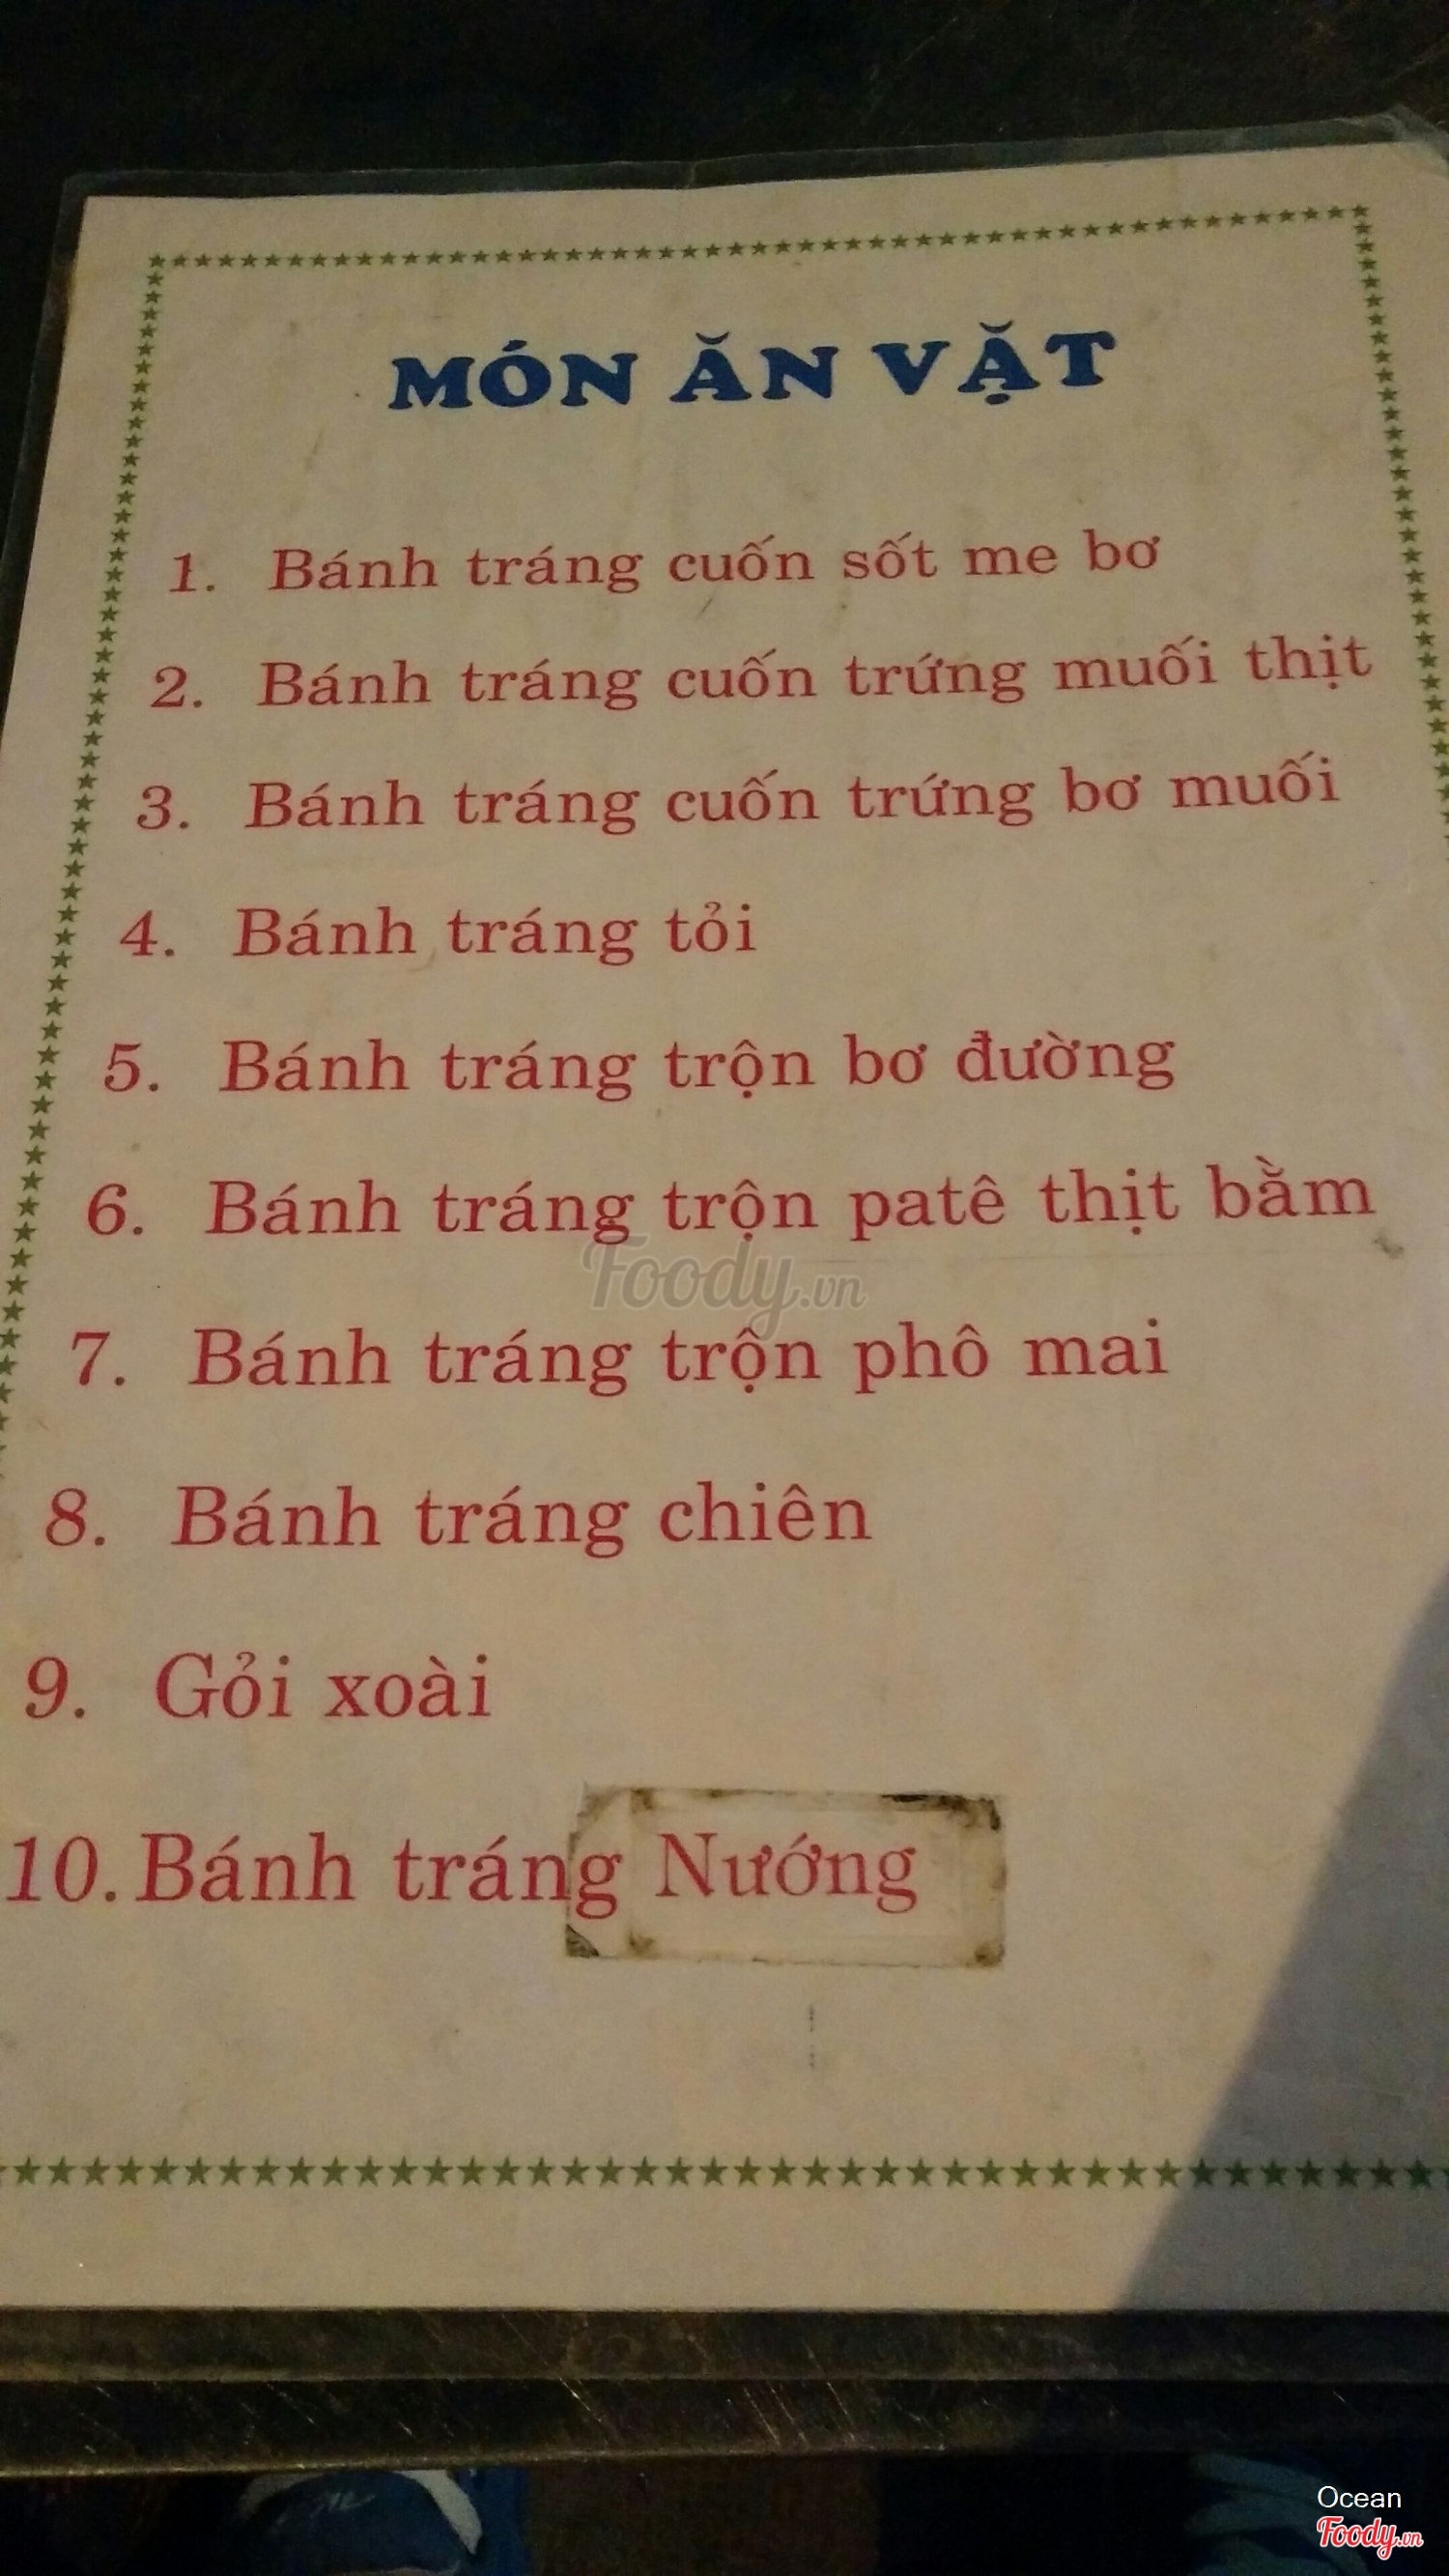 MÓN ĂN VẶT
1. Bánh tráng cuốn sốt me bơ
2. Bánh tráng cuốn trứng muối thịt
3. Bánh tráng cuốn trứng bơ muối
4. Bánh tráng tỏi
5. Bánh tráng trộn bơ đường
6. Bánh tráng trộn patê thịt bằm
Foody.vn
7. Bánh tráng trộn phô mai
8. Bánh tráng chiên
9. Gỏi xoài
10. Bánh tráng Nướng
Ocean
Foody.vn